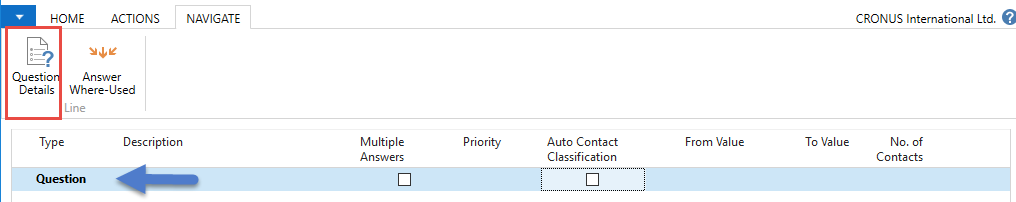 HOME ACTIONS NAVIGATE CRONUS International Ltd. ?
Question Answer
Details Where-Used
Line
Type Description Multiple Priority Auto Contact From Value To Value No. of
Answers Classification Contacts
Question